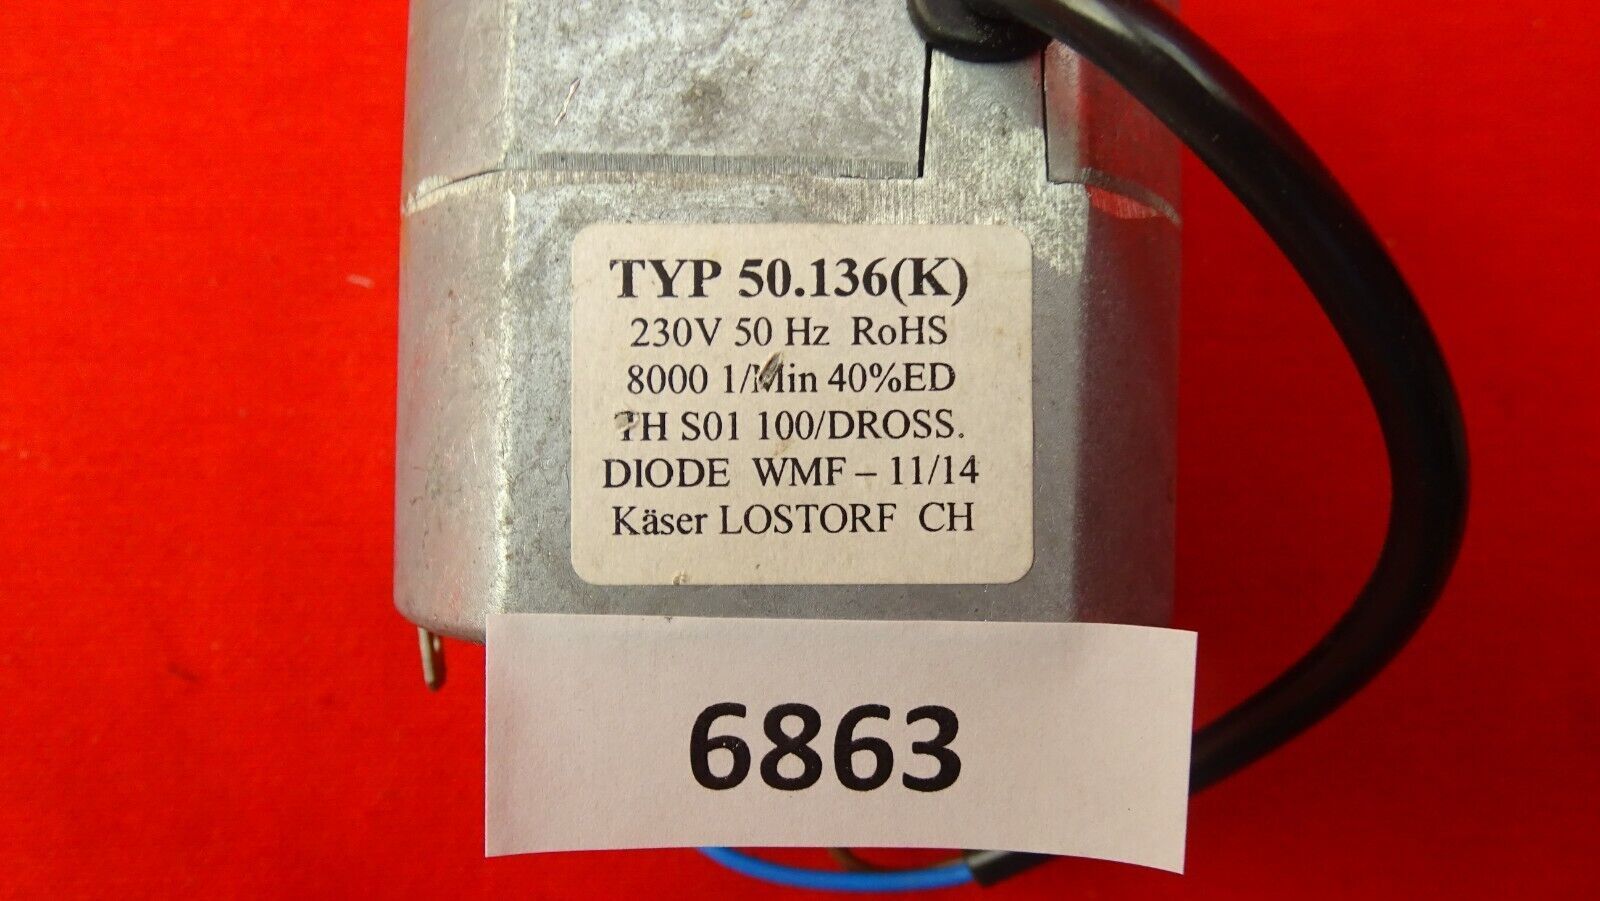 TYP 50.136(K)
230V 50 Hz RoHS
8000 1/Min 40%ED
TH S01 100/DROSS.
DIODE WMF – 11/14
Käser LOSTORF CH
6863